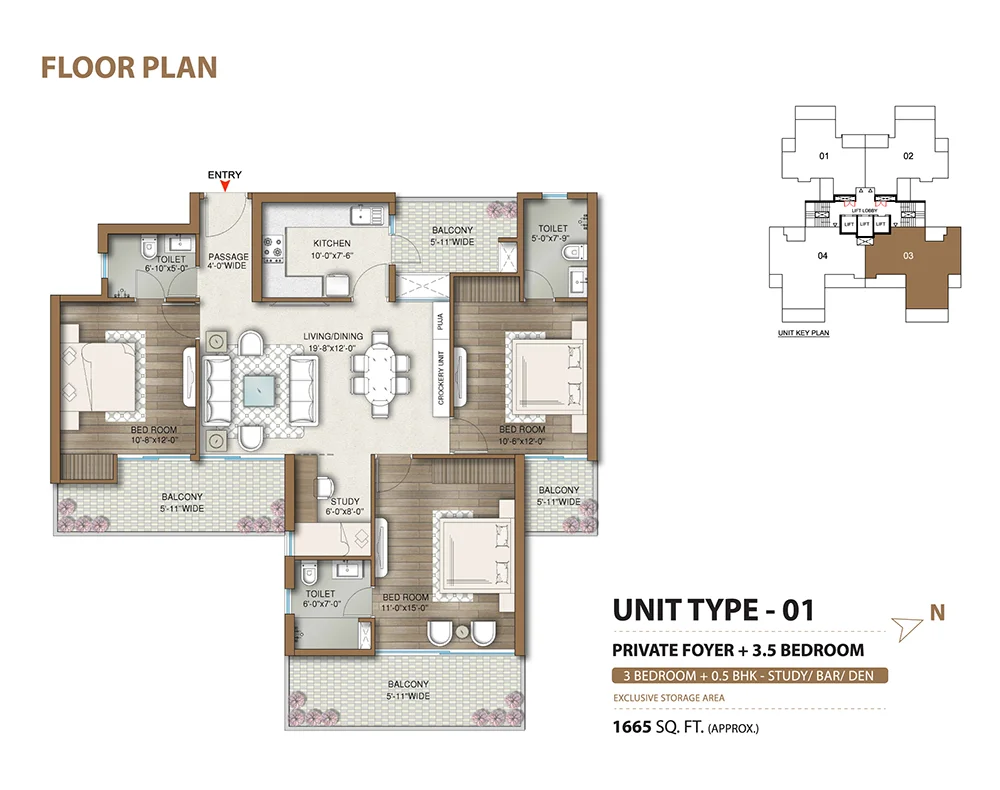 FLOOR PLAN
ENTRY
01
02
LIFT LOBBY
LIFT
LIFT
LIFT
04
03
UNIT KEY PLAN
TOILET
6'-10"x5'-0"
PASSAGE
4'-0"WIDE
KITCHEN
10'-0"x7'-6"
BALCONY
5'-11"WIDE
TOILET
5'-0"x7'-9"
LIVING/DINING
19'-8"x12'-0"
PUJA
CROCKERY UNIT
BED ROOM
10'-8"x12'-0"
BED ROOM
10'-6"x12'-0"
BALCONY
5'-11"WIDE
STUDY
6'-0"x8'-0"
BALCONY
5'-11"WIDE
TOILET
6'-0"x7'-0"
BED ROOM
11'-0"x15'-0"
BALCONY
5'-11"WIDE
UNIT TYPE - 01
N
PRIVATE FOYER + 3.5 BEDROOM
3 BEDROOM + 0.5 BHK - STUDY/ BAR/ DEN
EXCLUSIVE STORAGE AREA
1665 SQ. FT. (APPROX.)